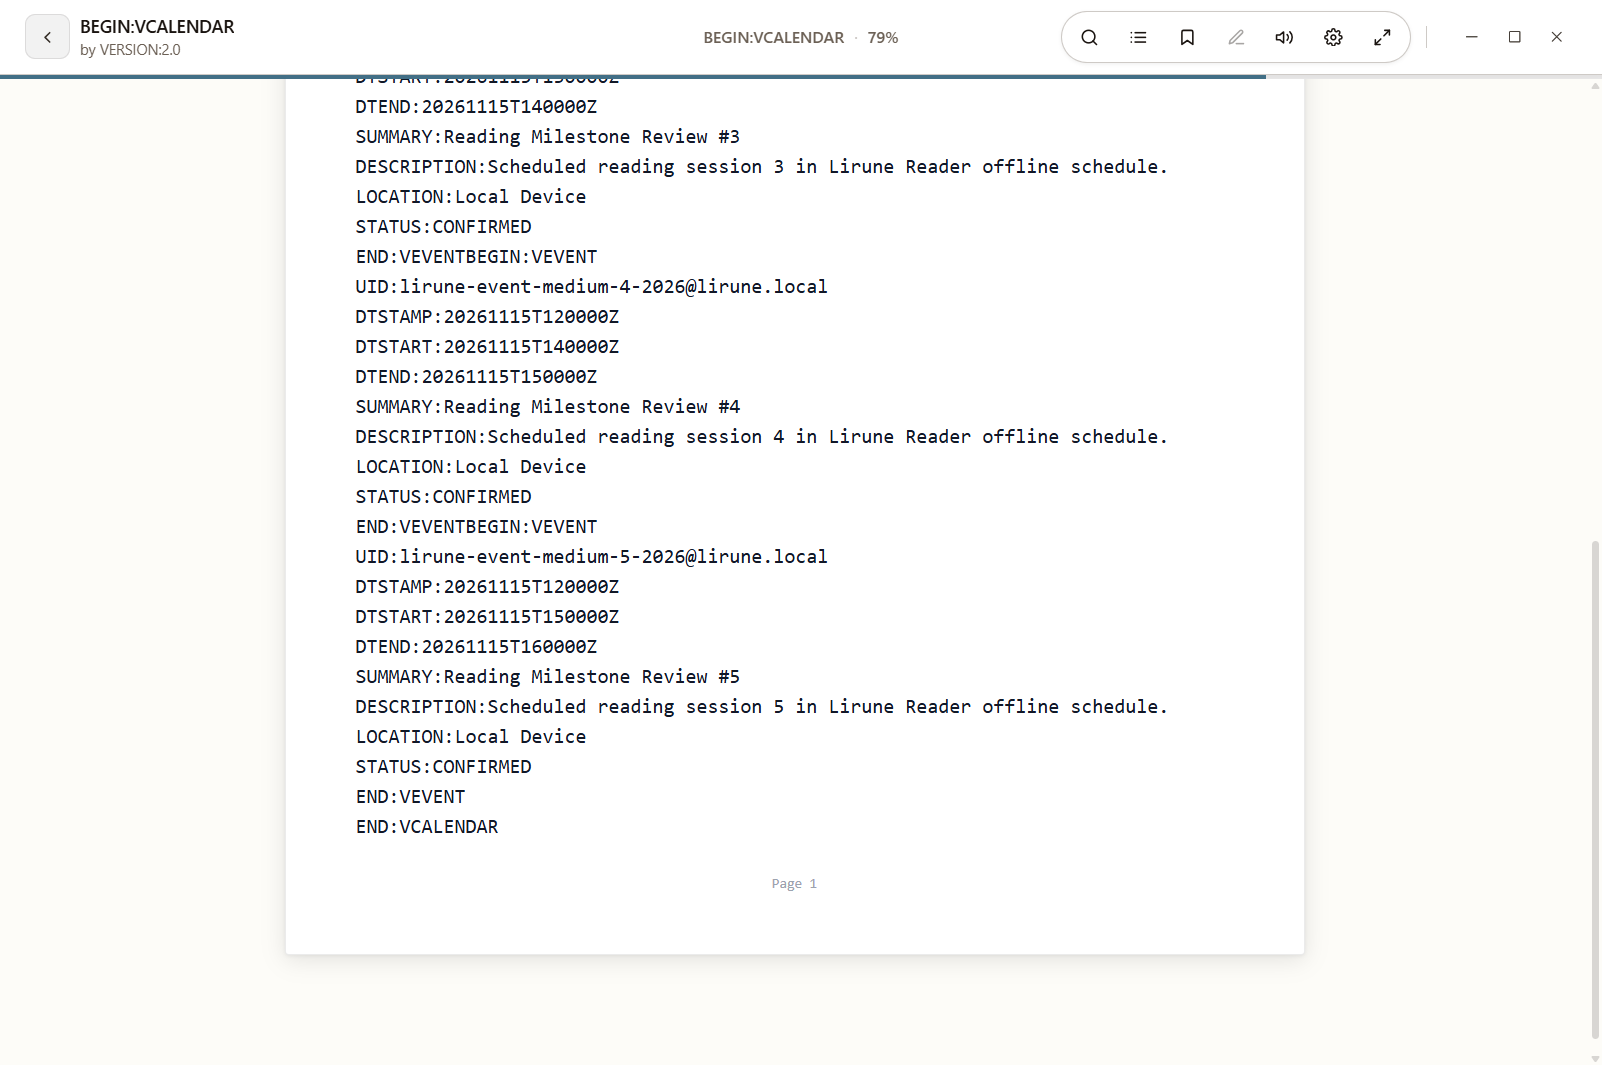 BEGIN:VCALENDAR
by VERSION:2.0
BEGIN:VCALENDAR · 79%
DTEND:20261115T140000Z
SUMMARY:Reading Milestone Review #3
DESCRIPTION:Scheduled reading session 3 in Lirune Reader offline schedule.
LOCATION:Local Device
STATUS:CONFIRMED
END:VEVENTBEGIN:VEVENT
UID:lirune-event-medium-4-2026@lirune.local
DTSTAMP:20261115T120000Z
DTSTART:20261115T140000Z
DTEND:20261115T150000Z
SUMMARY:Reading Milestone Review #4
DESCRIPTION:Scheduled reading session 4 in Lirune Reader offline schedule.
LOCATION:Local Device
STATUS:CONFIRMED
END:VEVENTBEGIN:VEVENT
UID:lirune-event-medium-5-2026@lirune.local
DTSTAMP:20261115T120000Z
DTSTART:20261115T150000Z
DTEND:20261115T160000Z
SUMMARY:Reading Milestone Review #5
DESCRIPTION:Scheduled reading session 5 in Lirune Reader offline schedule.
LOCATION:Local Device
STATUS:CONFIRMED
END:VEVENT
END:VCALENDAR
Page 1